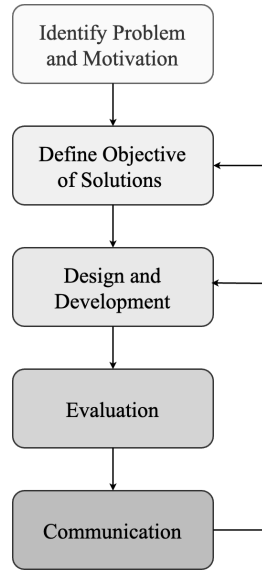 Identify Problem
and Motivation
Define Objective
of Solutions
Design and
Development
Evaluation
Communication